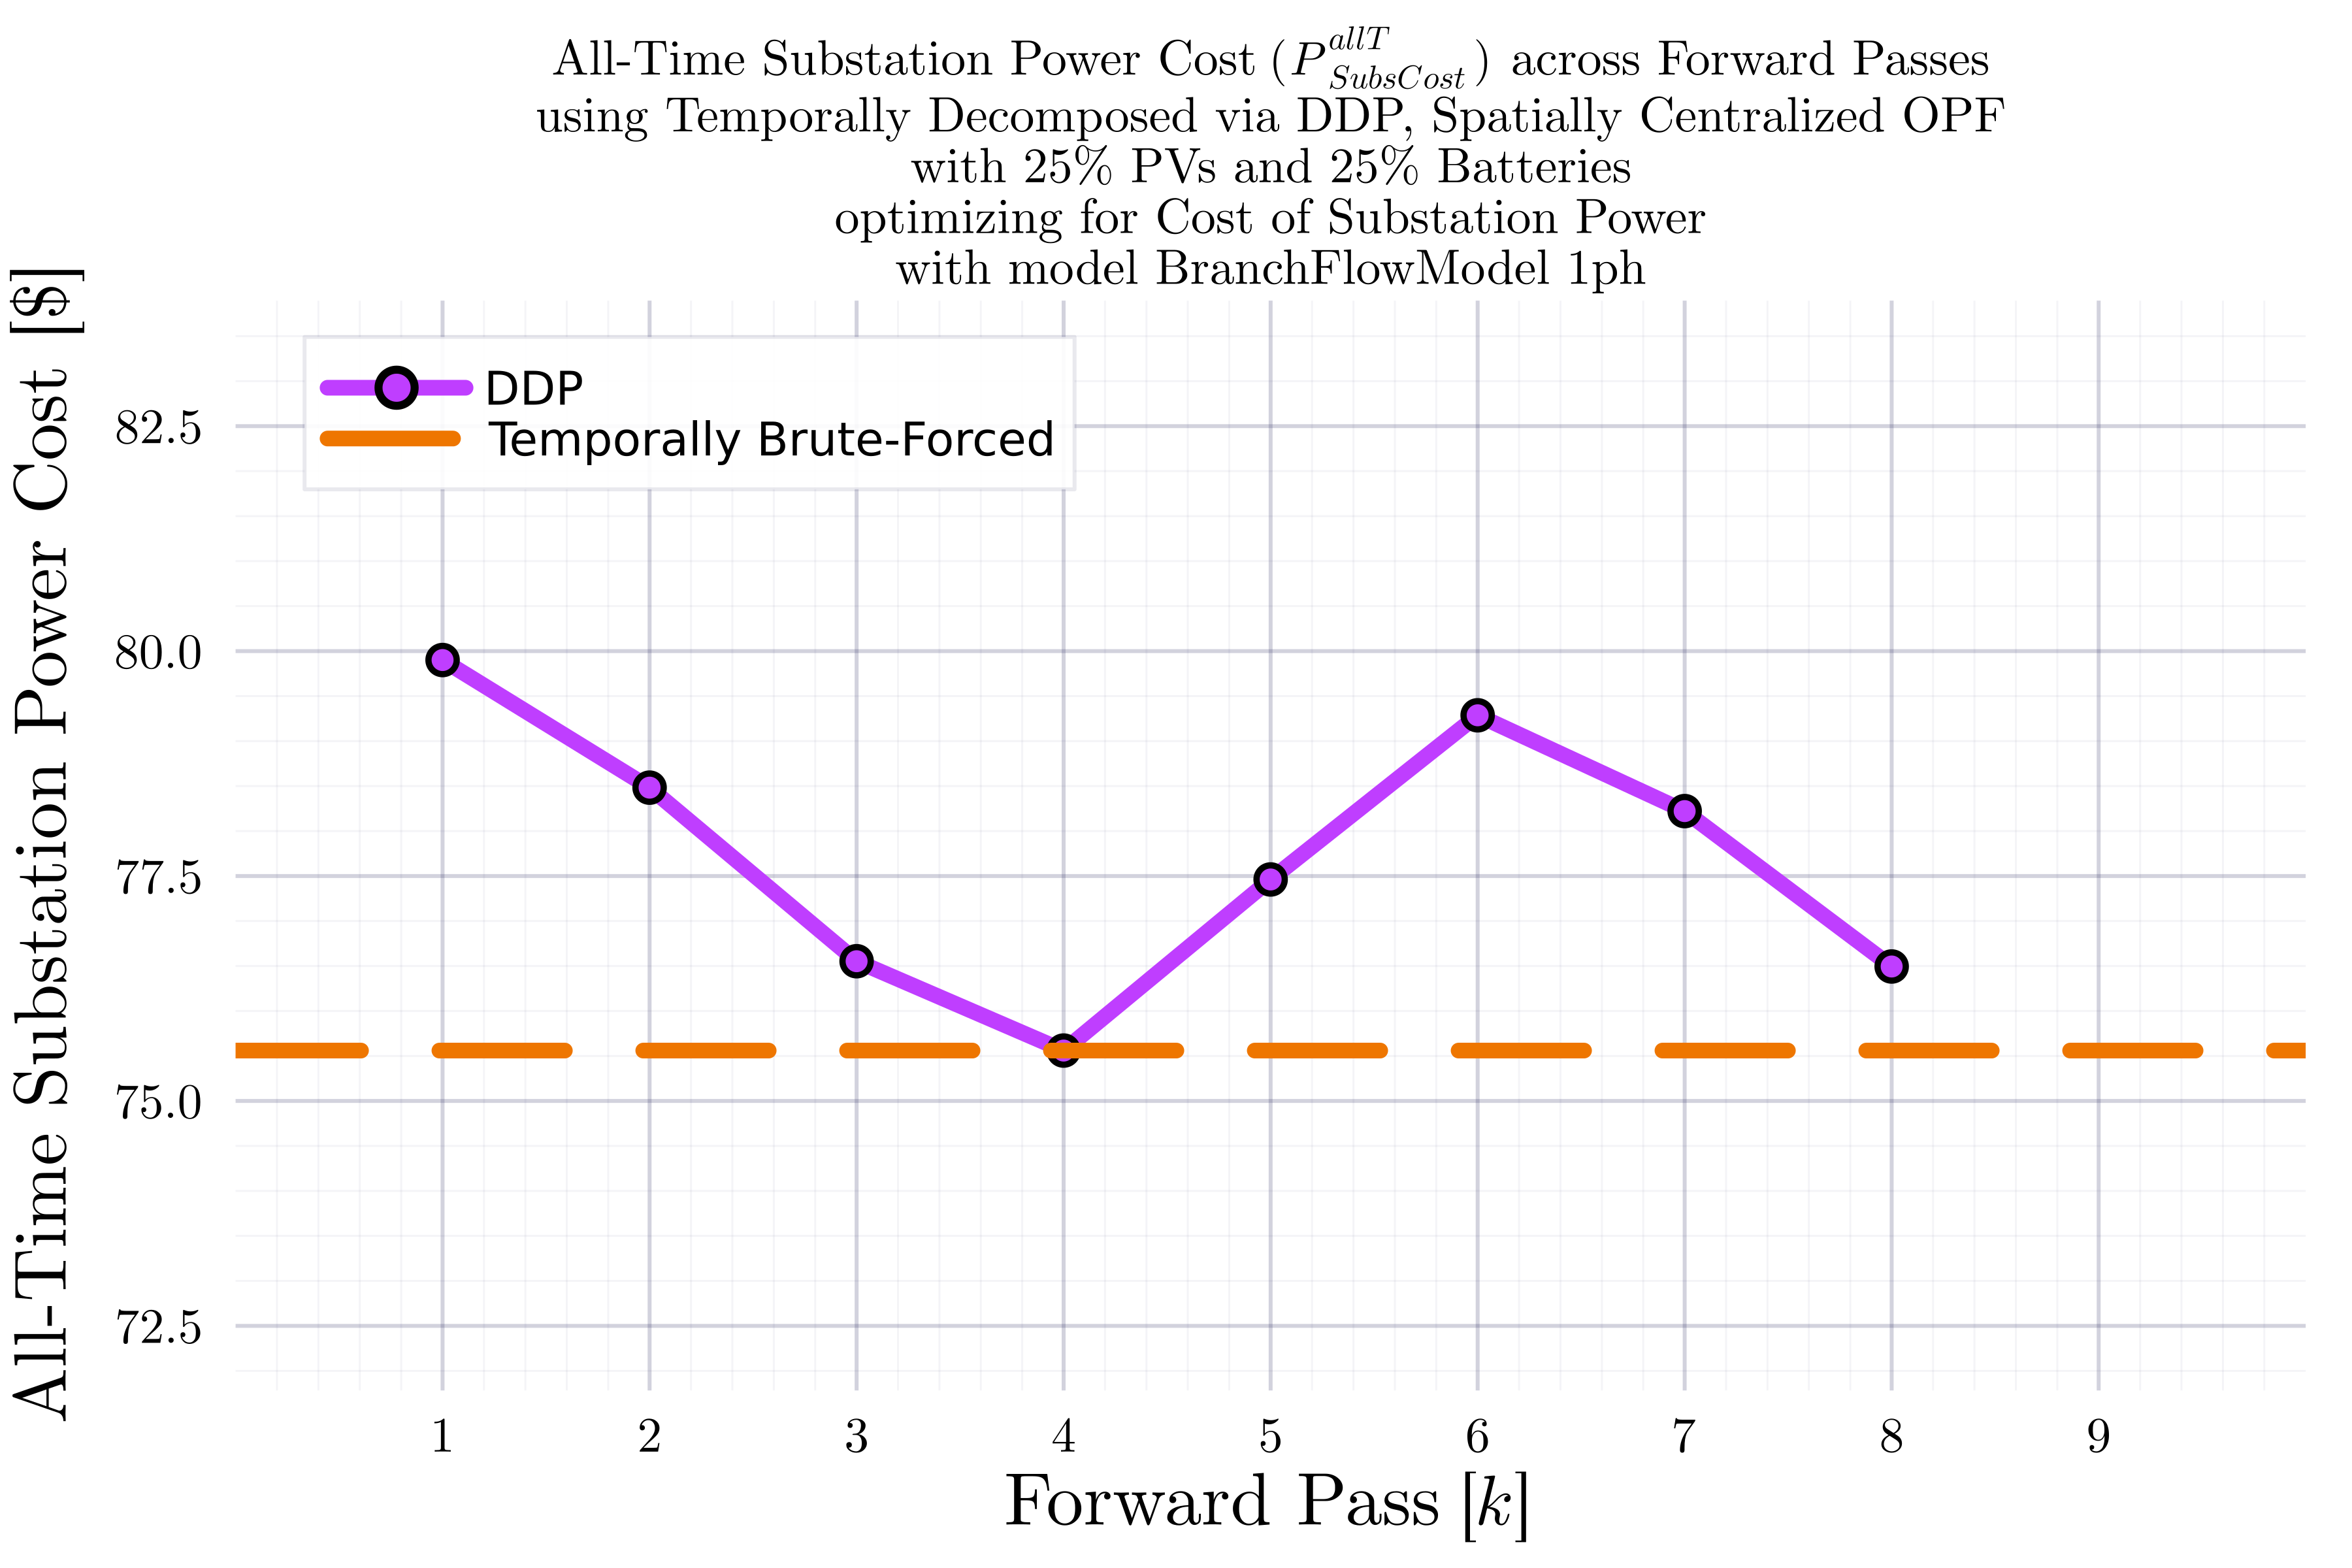 All-Time Substation Power Cost (P^{allT}_{SubsCost}) across Forward Passes
using Temporally Decomposed via DDP, Spatially Centralized OPF
with 25% PVs and 25% Batteries
optimizing for Cost of Substation Power
with model BranchFlowModel 1ph
All-Time Substation Power Cost [$]
DDP
Temporally Brute-Forced
82.5
80.0
77.5
75.0
72.5
1 2 3 4 5 6 7 8 9
Forward Pass [k]